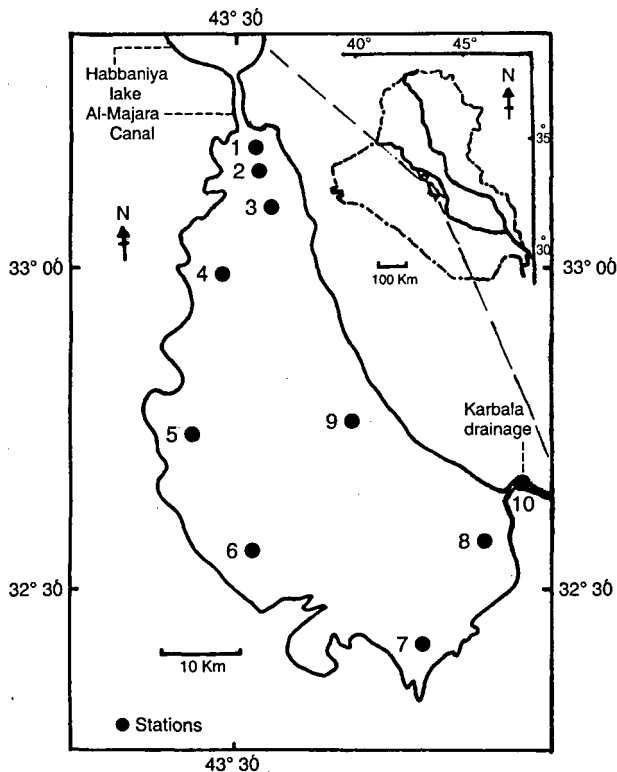 43° 30
Habbaniya
lake
Al-Majara
Canal
40°
45°
N
35°
30°
100 Km
1
2
3
N
33° 00
4
33° 00
9
5
Karbala
drainage
10
6
8
32° 30
32° 30
7
10 Km
Stations
43° 30